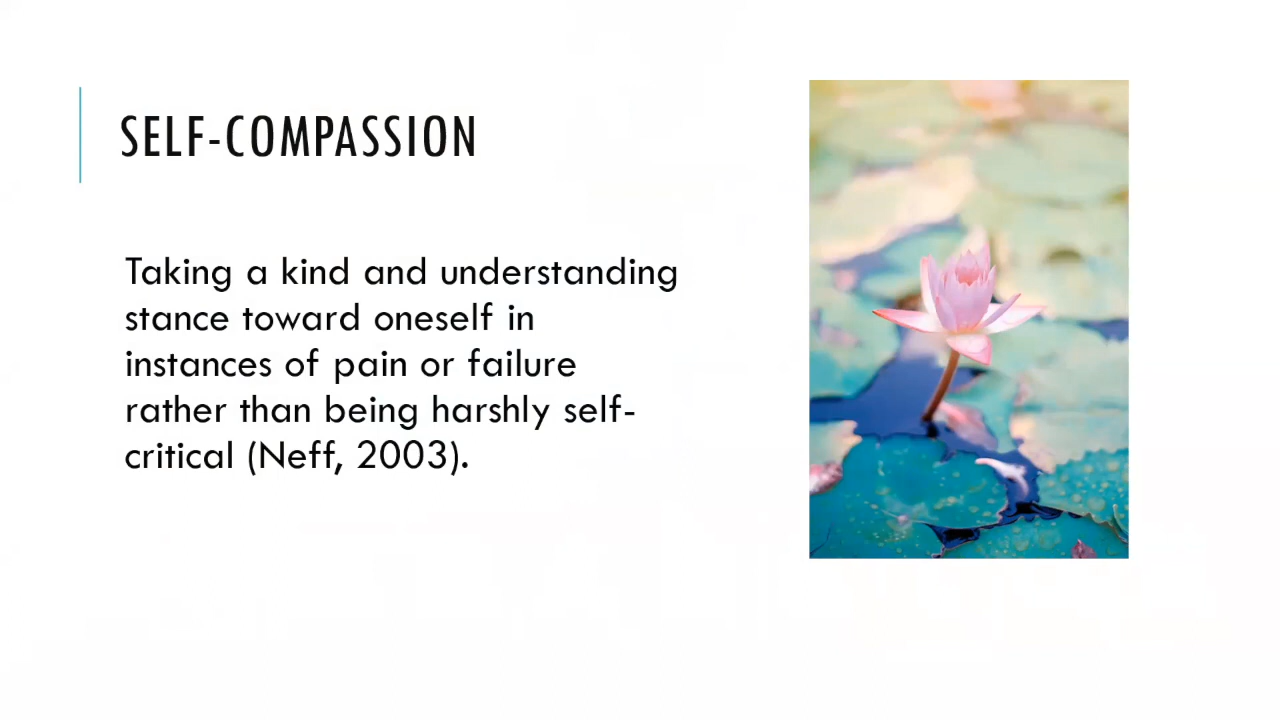 SELF-COMPASSION
Taking a kind and understanding
stance toward oneself in
instances of pain or failure
rather than being harshly self-
critical (Neff, 2003).